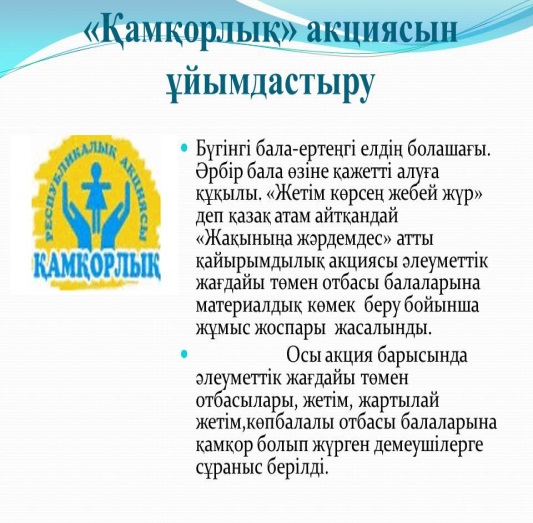 «Қамқорлық» акциясын
ұйымдастыру
РЕСПУБЛИКАЛЫҚ АКЦИЯСЫ
ҚАМҚОРЛЫҚ
• Бүгінгі бала-ертеңгі елдің болашағы.
Әрбір бала өзіне қажетті алуға
құқылы. «Жетім көрсең жебей жүр»
деп қазақ атам айтқандай
«Жақыныңа жәрдемдес» атты
қайырымдылық акциясы әлеуметтік
жағдайы төмен отбасы балаларына
материалдық көмек беру бойынша
жұмыс жоспары жасалынды.
• Осы акция барысында
әлеуметтік жағдайы төмен
отбасылары, жетім, жартылай
жетім,көпбалалы отбасы балаларына
қамқор болып жүрген демеушілерге
сұраныс берілді.